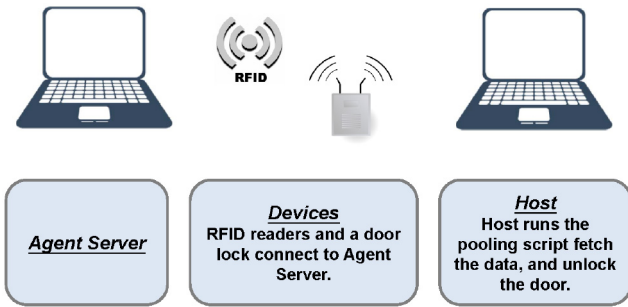 RFID
Agent Server
Devices
RFID readers and a door
lock connect to Agent
Server.
Host
Host runs the
pooling script fetch
the data, and unlock
the door.